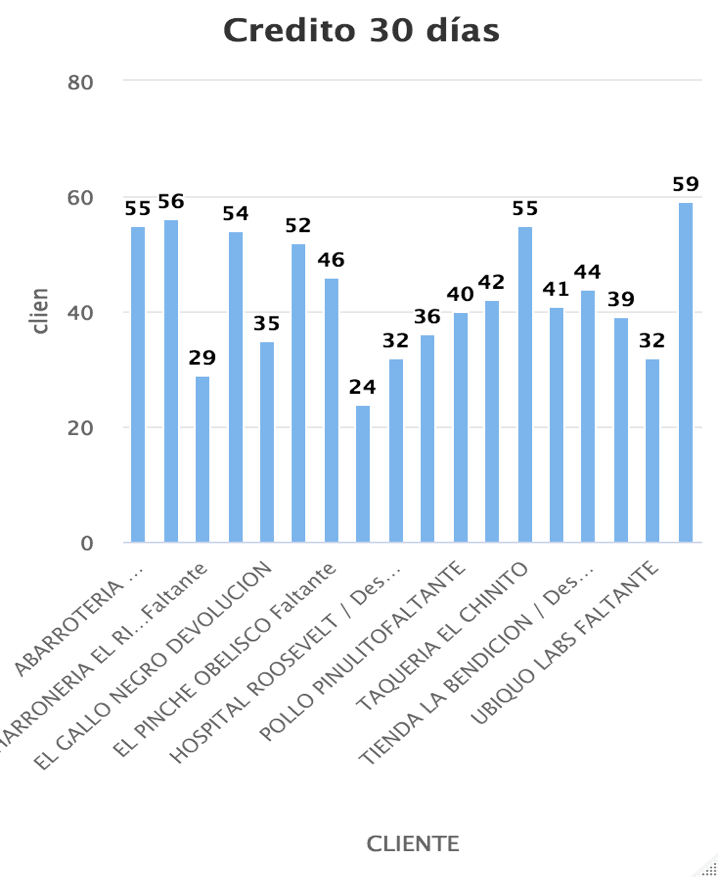 Credito 30 días
80
60
40
20
0
clien
55
56
29
54
35
52
46
24
32
36
40
42
55
41
44
39
32
59
ABARROTERIA ...
EL RI...Faltante
EL GALLO NEGRO DEVOLUCION
EL PINCHE OBELISCO Faltante
HOSPITAL ROOSEVELT / Des...
POLLO PINULITOFALTANTE
TAQUERIA EL CHINITO
TIENDA LA BENDICION / Des...
UBIQUO LABS FALTANTE
CLIENTE